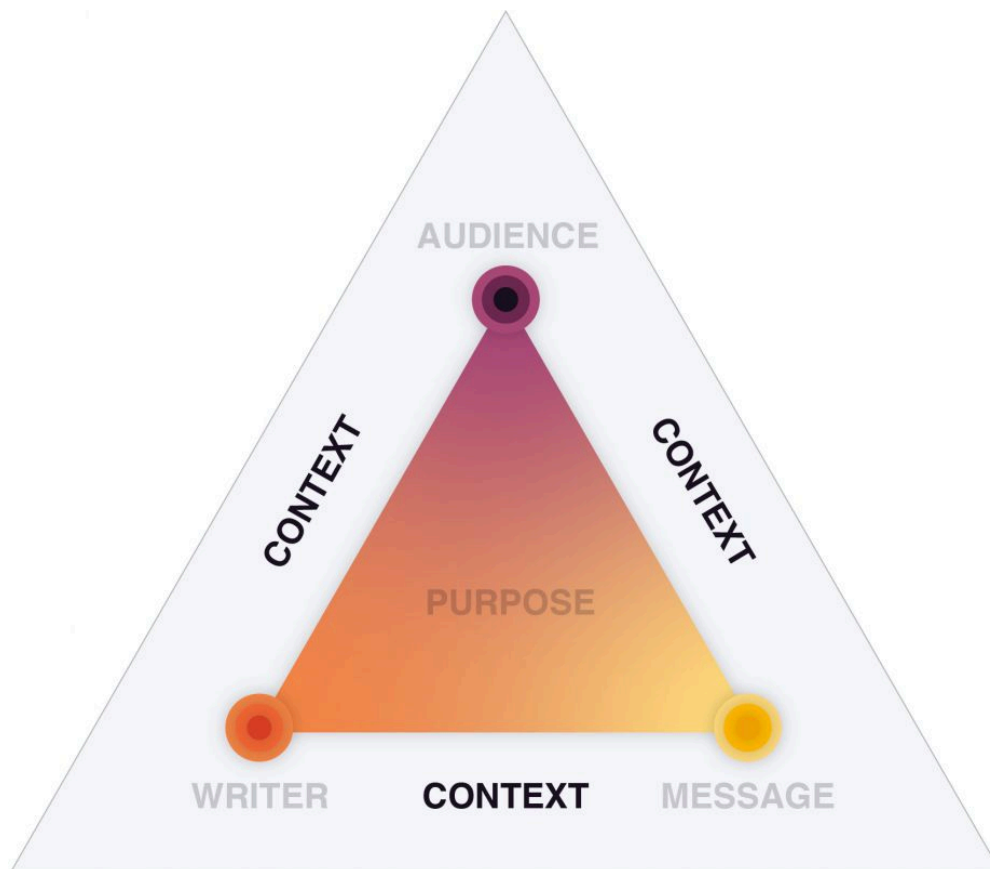 AUDIENCE
CONTEXT
CONTEXT
PURPOSE
WRITER
CONTEXT
MESSAGE